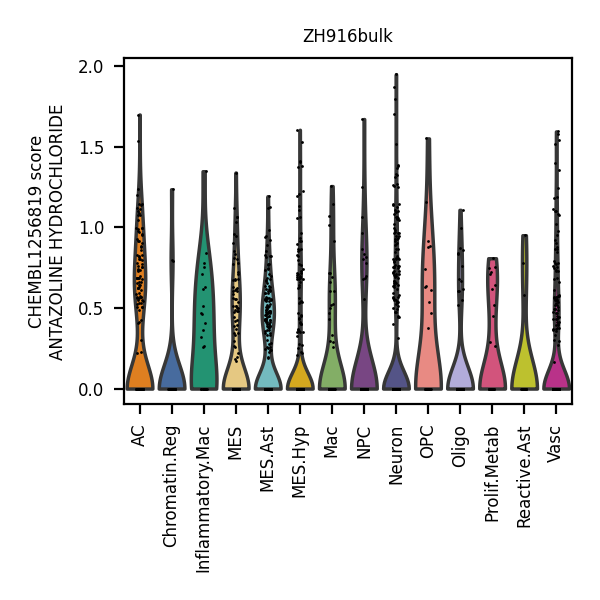 ZH916bulk
CHEMBL1256819 score
ANTAZOLINE HYDROCHLORIDE
2.0
1.5
1.0
0.5
0.0
AC
Chromatin.Reg
Inflammatory.Mac
MES
MES.Ast
MES.Hyp
Mac
NPC
Neuron
OPC
Oligo
Prolif.Metab
Reactive.Ast
Vasc